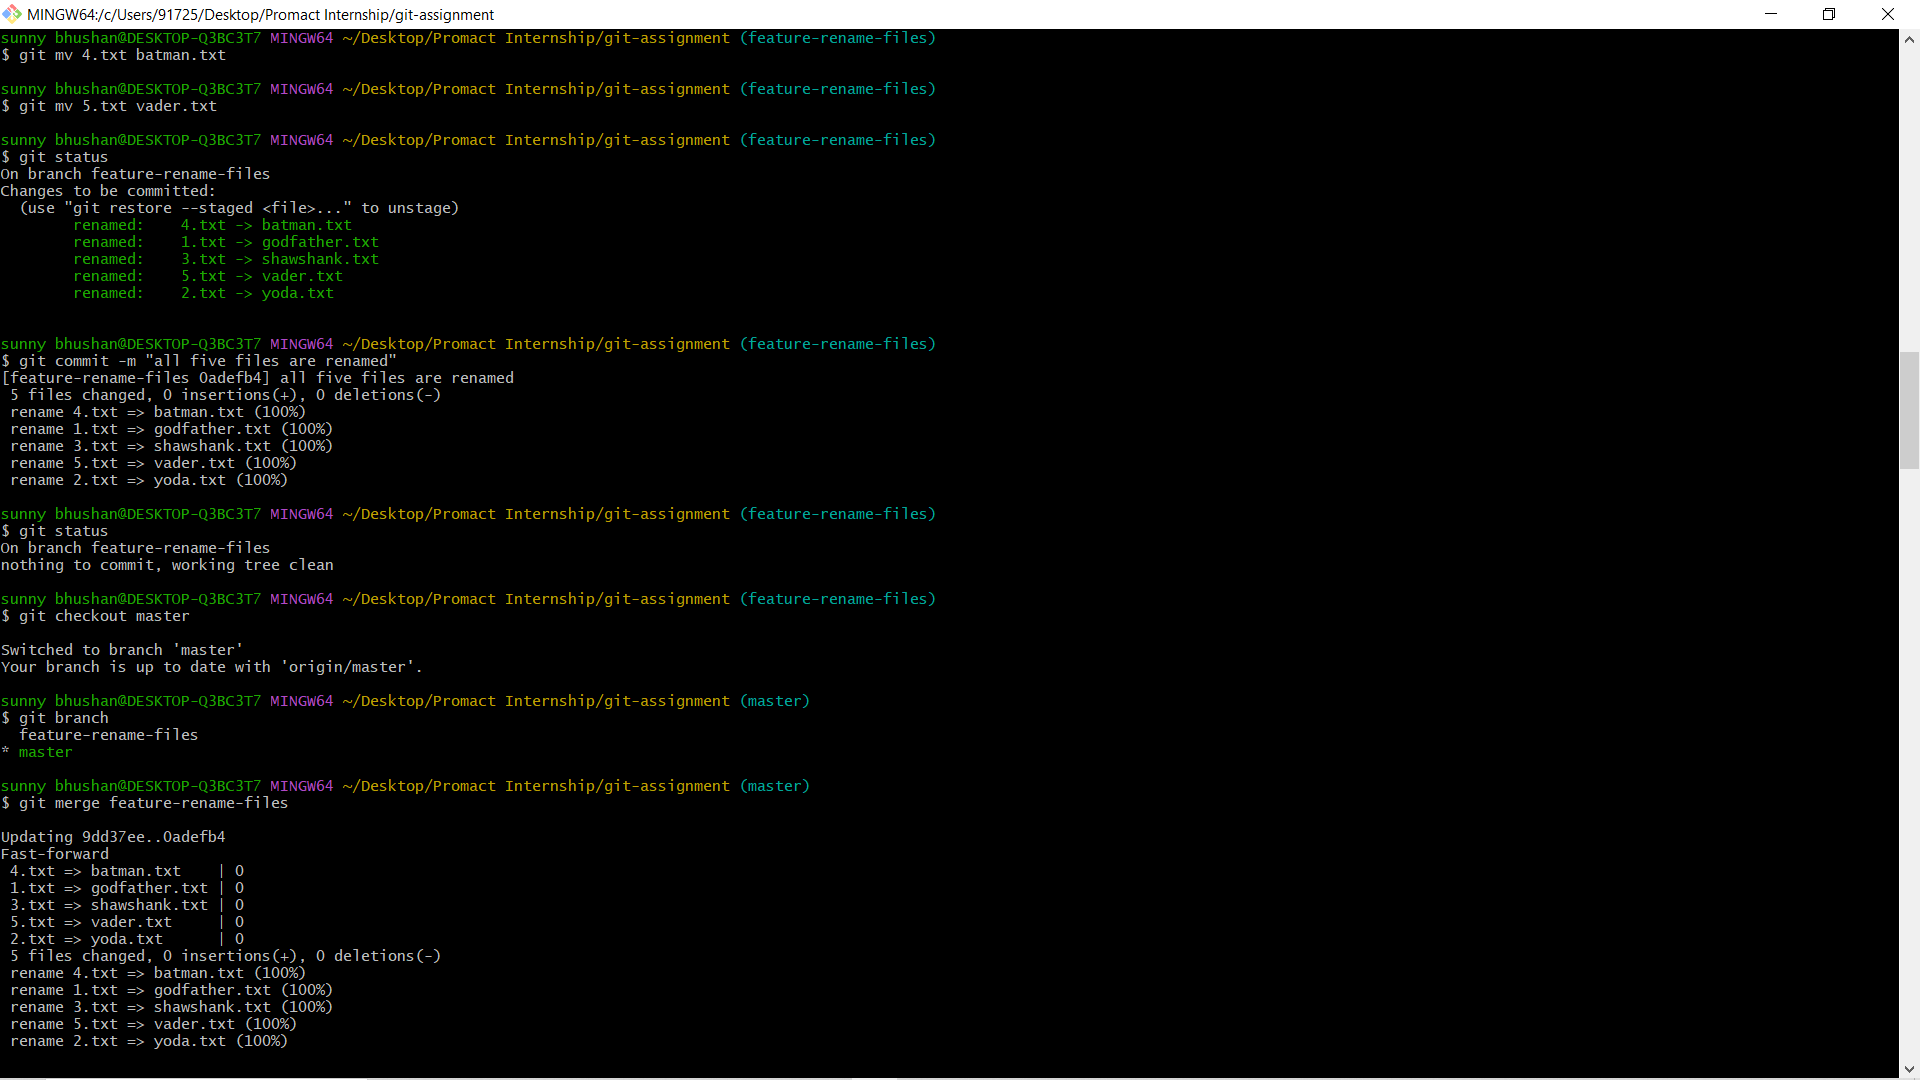 MINGW64:/c/Users/91725/Desktop/Promact Internship/git-assignment
sunny bhushan@DESKTOP-Q3BC3T7 MINGW64 ~/Desktop/Promact Internship/git-assignment (feature-rename-files)
$ git mv 4.txt batman.txt
sunny bhushan@DESKTOP-Q3BC3T7 MINGW64 ~/Desktop/Promact Internship/git-assignment (feature-rename-files)
$ git mv 5.txt vader.txt
sunny bhushan@DESKTOP-Q3BC3T7 MINGW64 ~/Desktop/Promact Internship/git-assignment (feature-rename-files)
$ git status
On branch feature-rename-files
Changes to be committed:
  (use "git restore --staged <file>..." to unstage)
        renamed:    4.txt -> batman.txt
        renamed:    1.txt -> godfather.txt
        renamed:    3.txt -> shawshank.txt
        renamed:    5.txt -> vader.txt
        renamed:    2.txt -> yoda.txt
sunny bhushan@DESKTOP-Q3BC3T7 MINGW64 ~/Desktop/Promact Internship/git-assignment (feature-rename-files)
$ git commit -m "all five files are renamed"
[feature-rename-files 0adefb4] all five files are renamed
 5 files changed, 0 insertions(+), 0 deletions(-)
 rename 4.txt => batman.txt (100%)
 rename 1.txt => godfather.txt (100%)
 rename 3.txt => shawshank.txt (100%)
 rename 5.txt => vader.txt (100%)
 rename 2.txt => yoda.txt (100%)
sunny bhushan@DESKTOP-Q3BC3T7 MINGW64 ~/Desktop/Promact Internship/git-assignment (feature-rename-files)
$ git status
On branch feature-rename-files
nothing to commit, working tree clean
sunny bhushan@DESKTOP-Q3BC3T7 MINGW64 ~/Desktop/Promact Internship/git-assignment (feature-rename-files)
$ git checkout master
Switched to branch 'master'
Your branch is up to date with 'origin/master'.
sunny bhushan@DESKTOP-Q3BC3T7 MINGW64 ~/Desktop/Promact Internship/git-assignment (master)
$ git branch
  feature-rename-files
* master
sunny bhushan@DESKTOP-Q3BC3T7 MINGW64 ~/Desktop/Promact Internship/git-assignment (master)
$ git merge feature-rename-files
Updating 9dd37ee..0adefb4
Fast-forward
 4.txt => batman.txt    | 0
 1.txt => godfather.txt | 0
 3.txt => shawshank.txt | 0
 5.txt => vader.txt     | 0
 2.txt => yoda.txt      | 0
 5 files changed, 0 insertions(+), 0 deletions(-)
 rename 4.txt => batman.txt (100%)
 rename 1.txt => godfather.txt (100%)
 rename 3.txt => shawshank.txt (100%)
 rename 5.txt => vader.txt (100%)
 rename 2.txt => yoda.txt (100%)